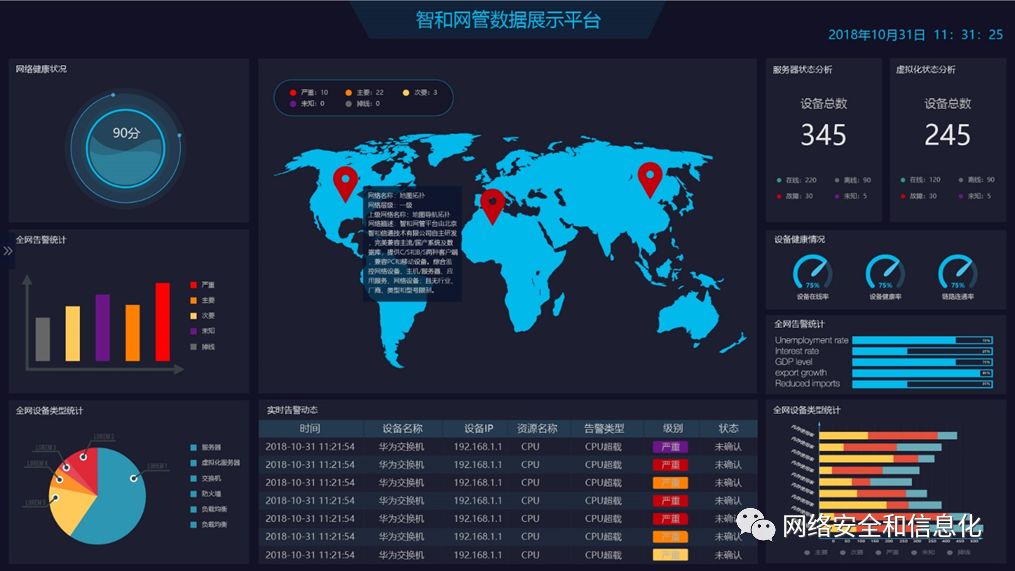 智和网管数据展示平台
2018年10月31日 11：31：25
网络健康状况
90分
严重：10 主要：22 次要：3
未知：0 掉线：0
网络名称：地图拓扑
网络层级：一级
上级网络名称：地图导航拓扑
网络描述：智和网管平台由北京
智和信通技术有限公司自主研发
，完美兼容主流/国产系统及数
据库，提供C/S和B/S两种客户端
，兼容PC和移动设备。综合监
控网络设备、主机/服务器、应
用服务、网络设备；且无行业、
厂商、类型和型号限制。
服务器状态分析
设备总数
345
在线：220 离线：90
故障：30 未知：5
虚拟化状态分析
设备总数
245
在线：120 离线：90
故障：30 未知：5
全网告警统计
严重
主要
次要
未知
掉线
设备健康情况
75% 75% 75%
设备在线率 设备健康率 链路连通率
全网告警统计
Unemployment rate
Interest rate
GDP level
export growth
Reduced imports
全网设备类型统计
LOREM 1
服务器
虚拟化服务器
交换机
防火墙
负载均衡
负载均衡
实时告警动态
时间 设备名称 设备IP 资源名称 告警类型 级别 状态
2018-10-31 11:21:54 华为交换机 192.168.1.1 CPU CPU超载 严重 未确认
2018-10-31 11:21:54 华为交换机 192.168.1.1 CPU CPU超载 严重 未确认
2018-10-31 11:21:54 华为交换机 192.168.1.1 CPU CPU超载 严重 未确认
2018-10-31 11:21:54 华为交换机 192.168.1.1 CPU CPU超载 严重 未确认
2018-10-31 11:21:54 华为交换机 192.168.1.1 CPU CPU超载 严重 未确认
2018-10-31 11:21:54 华为交换机 192.168.1.1 CPU CPU超载 严重 未确认
2018-10-31 11:21:54 华为交换机 192.168.1.1 CPU CPU超载 严重 未确认
全网设备类型统计
0 50 100 150 200 250 300 350 400 450 500
主要 次要 严重 未知 掉线
网络安全和信息化